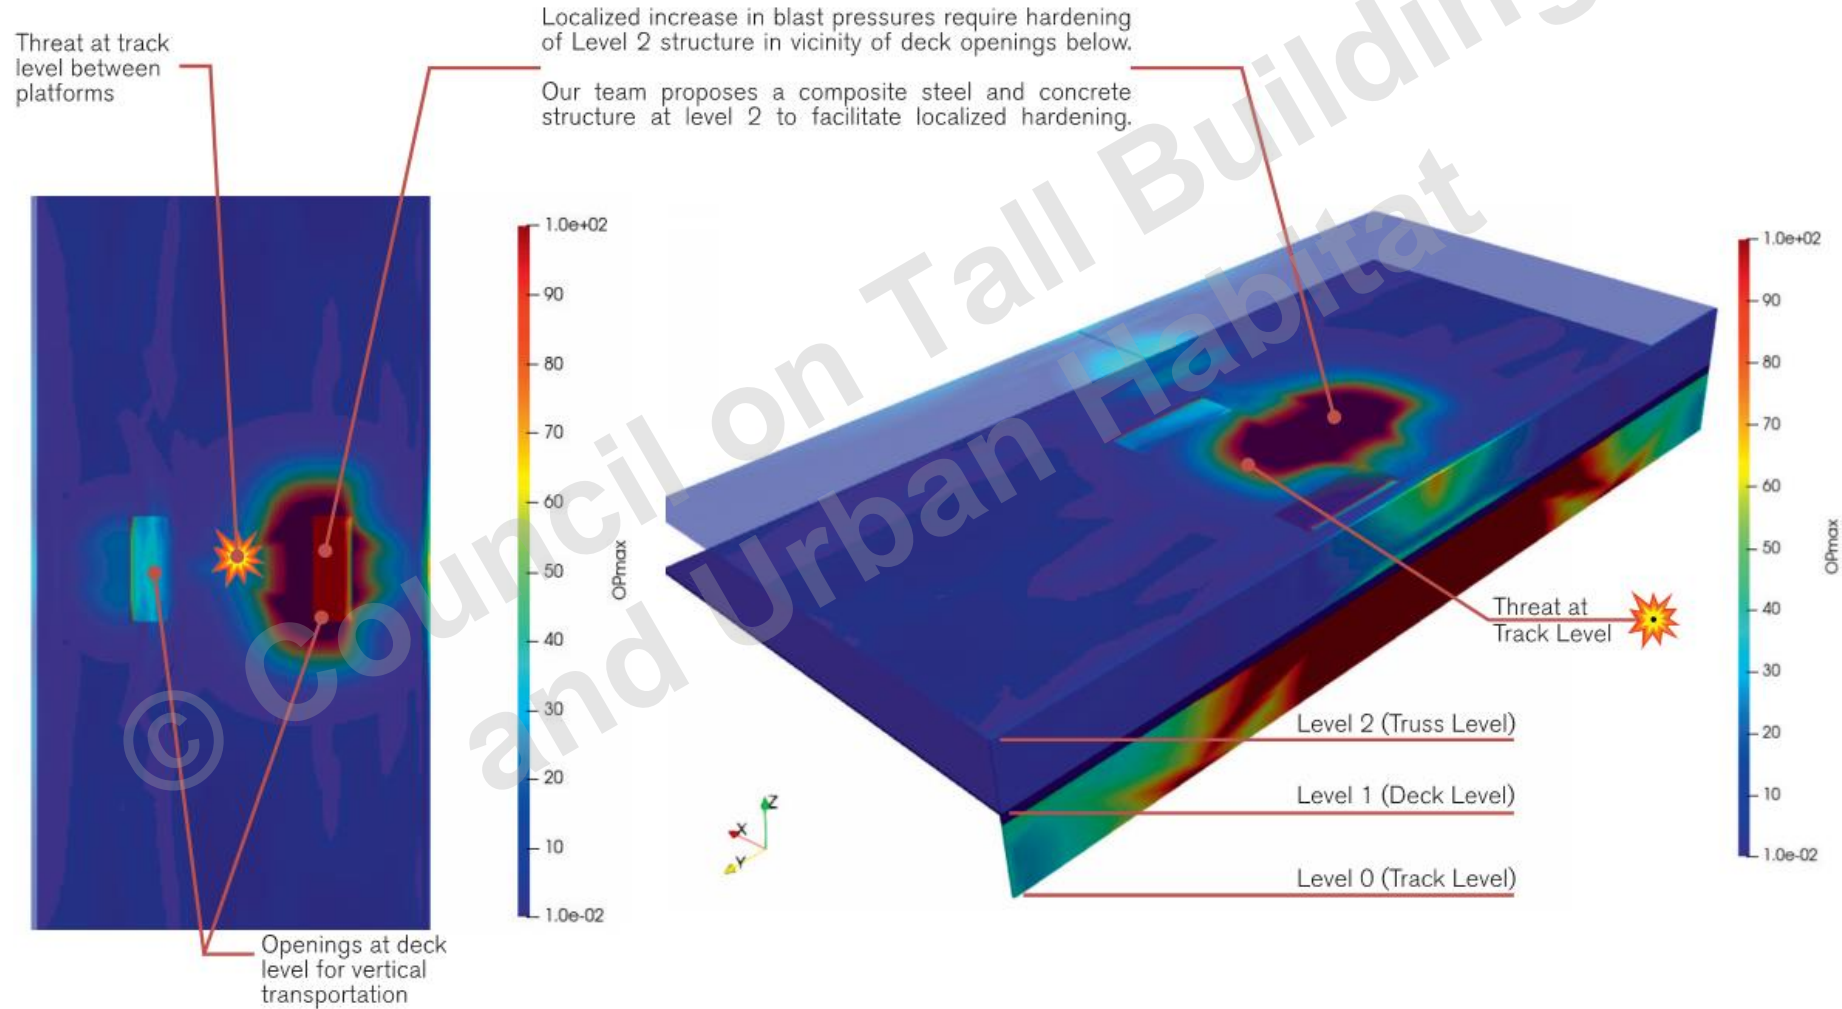 Threat at track
level between
platforms
Localized increase in blast pressures require hardening
of Level 2 structure in vicinity of deck openings below.
Our team proposes a composite steel and concrete
structure at level 2 to facilitate localized hardening.
1.0e+02
90
80
70
60
50
40
30
20
10
1.0e-02
OPmax
Openings at deck
level for vertical
transportation
1.0e+02
90
80
70
60
50
40
30
20
10
1.0e-02
OPmax
Threat at
Track Level
Level 2 (Truss Level)
Level 1 (Deck Level)
Level 0 (Track Level)
Z
X
Y
© Council on Tall Building
and Urban Habitat